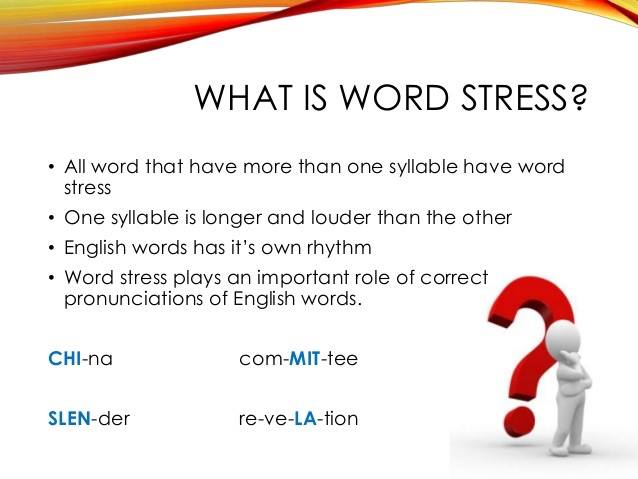 WHAT IS WORD STRESS?
• All word that have more than one syllable have word
stress
• One syllable is longer and louder than the other
• English words has it’s own rhythm
• Word stress plays an important role of correct
pronunciations of English words.
CHI-na com-MIT-tee
SLEN-der re-ve-LA-tion